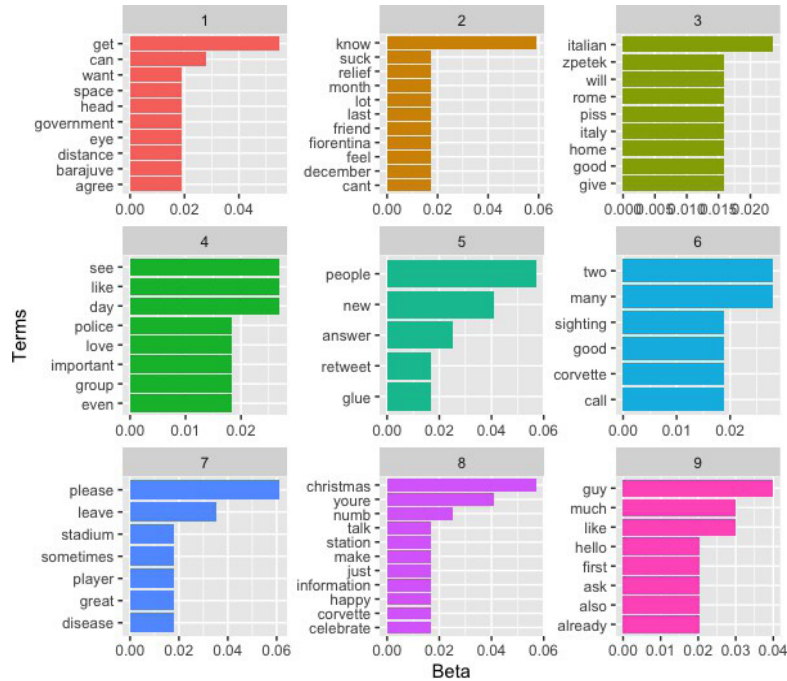 1
get
can
want
space
head
government
eye
distance
barajuve
agree
0.00 0.02 0.04
2
know
suck
relief
month
lot
last
friend
fiorentina
feel
december
cant
0.00 0.02 0.04 0.06
3
italian
zpetek
will
rome
piss
italy
home
good
give
0.000 0.005 0.010 0.015 0.020
4
see
like
day
police
love
important
group
even
0.00 0.01 0.02
5
people
new
answer
retweet
glue
0.00 0.02 0.04 0.06
6
two
many
sighting
good
corvette
call
0.00 0.01 0.02
7
please
leave
stadium
sometimes
player
great
disease
0.00 0.02 0.04 0.06
8
christmas
youre
numb
talk
station
make
just
information
happy
corvette
celebrate
0.00 0.02 0.04 0.06
9
guy
much
like
hello
first
ask
also
already
0.00 0.01 0.02 0.03 0.04
Terms
Beta